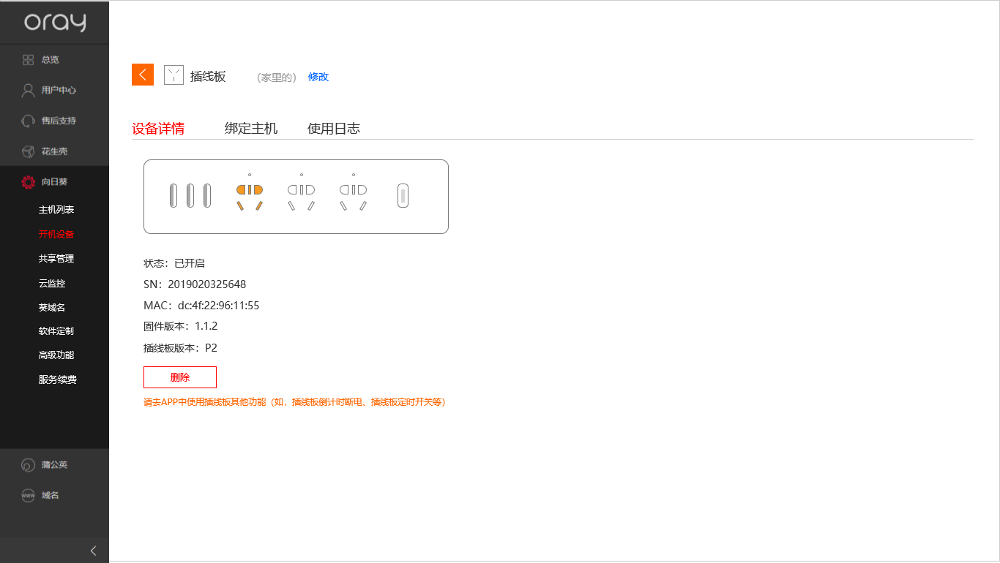 oray
总览
用户中心
售后支持
花生壳
向日葵
主机列表
开机设备
共享管理
云监控
葵域名
软件定制
高级功能
服务续费
蒲公英
www 域名
插线板 （家里的） 修改
设备详情 绑定主机 使用日志
状态：已开启
SN：2019020325648
MAC：dc:4f:22:96:11:55
固件版本：1.1.2
插线板版本：P2
删除
请去APP中使用插线板其他功能（如，插线板倒计时断电、插线板定时开关等）